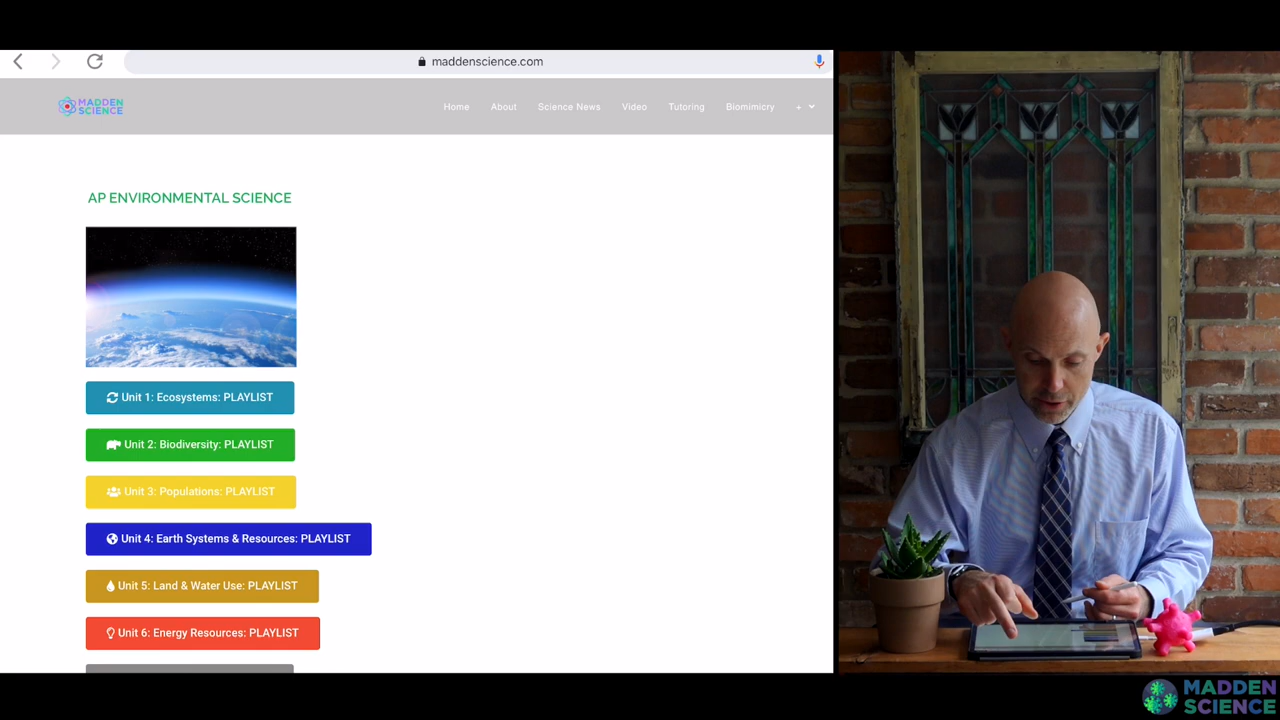 maddenscience.com
MADDEN
SCIENCE
Home About Science News Video Tutoring Biomimicry +
AP ENVIRONMENTAL SCIENCE
Unit 1: Ecosystems: PLAYLIST
Unit 2: Biodiversity: PLAYLIST
Unit 3: Populations: PLAYLIST
Unit 4: Earth Systems & Resources: PLAYLIST
Unit 5: Land & Water Use: PLAYLIST
Unit 6: Energy Resources: PLAYLIST
MADDEN
SCIENCE